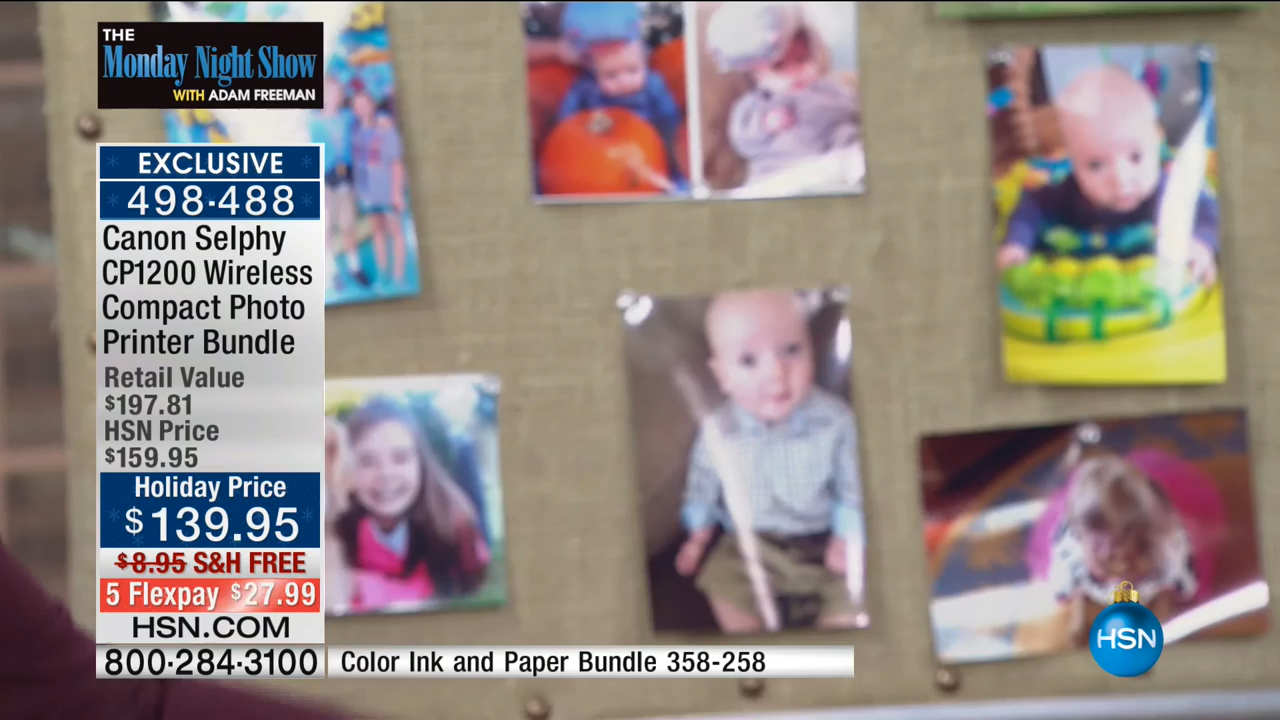 THE
Monday Night Show
WITH ADAM FREEMAN
EXCLUSIVE
498-488
Canon Selphy
CP1200 Wireless
Compact Photo
Printer Bundle
Retail Value
$197.81
HSN Price
$159.95
Holiday Price
$139.95
$8.95 S&H FREE
5 Flexpay $27.99
HSN.COM
800-284-3100
Color Ink and Paper Bundle 358-258
HSN